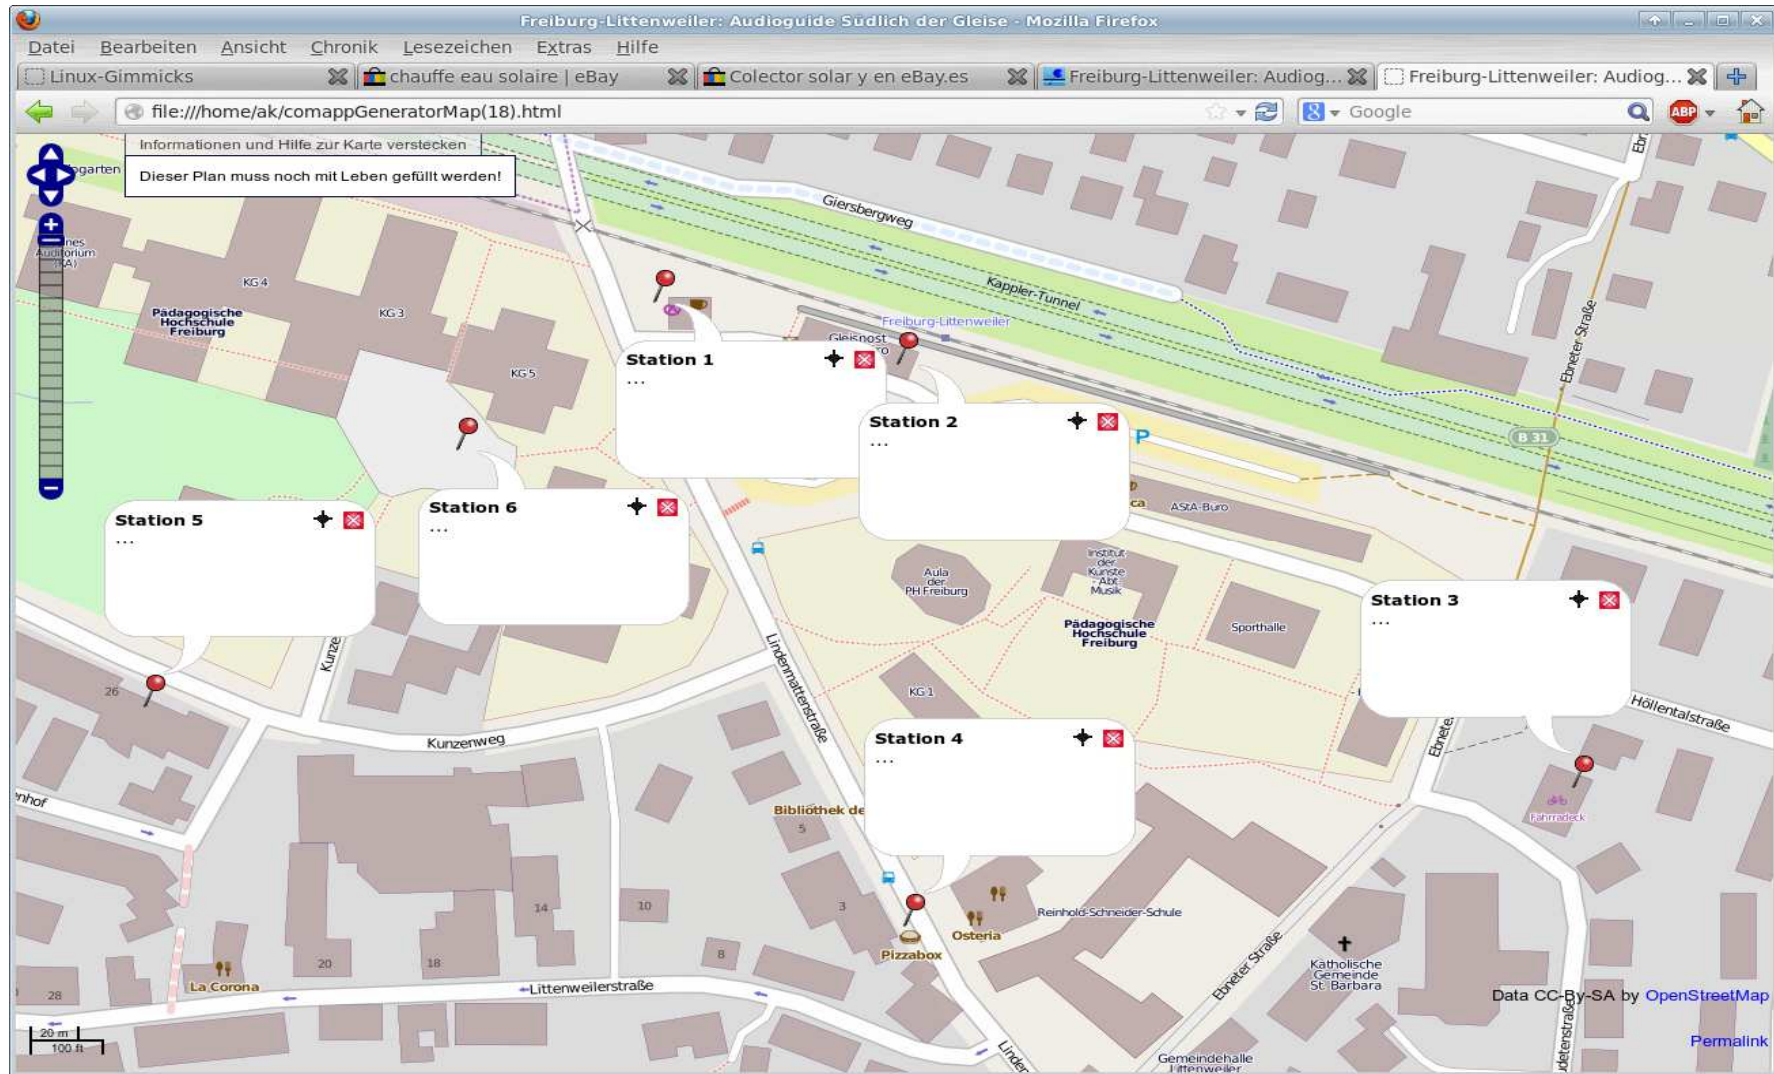 Freiburg-Littenweiler: Audioguide Südlich der Gleise - Mozilla Firefox
Datei Bearbeiten Ansicht Chronik Lesezeichen Extras Hilfe
Linux-Gimmicks
chauffe eau solaire | eBay
Colector solar y en eBay.es
Freiburg-Littenweiler: Audiog...
Freiburg-Littenweiler: Audiog...
file:///home/ak/comappGeneratorMap(18).html
Google
ABP
Informationen und Hilfe zur Karte verstecken
Dieser Plan muss noch mit Leben gefüllt werden!
Giersbergweg
Kappler-Tunnel
KG 4
KG 3
KG 5
Pädagogische
Hochschule
Freiburg
Freiburg-Littenweiler
Ebneter Straße
B 31
P
Station 1
...
Station 2
...
Station 6
...
Station 5
...
AStA-Büro
Aula
der
PH Freiburg
Institut
der
Künste
- Abt
Musik
Pädagogische
Hochschule
Freiburg
Sporthalle
Station 3
...
Lindenmattenstraße
26
KG 1
Höllentalstraße
Kunzenweg
Station 4
...
Bibliothek de
5
Fahrradeck
3
14
10
Reinhold-Schneider-Schule
Osteria
Pizzabox
8
20
18
La Corona
28
Littenweilerstraße
Ebneter Straße
Katholische
Gemeinde
St. Barbara
Data CC-By-SA by OpenStreetMap
20 m
100 ft
Permalink
Gemeindehalle
Littenweiler